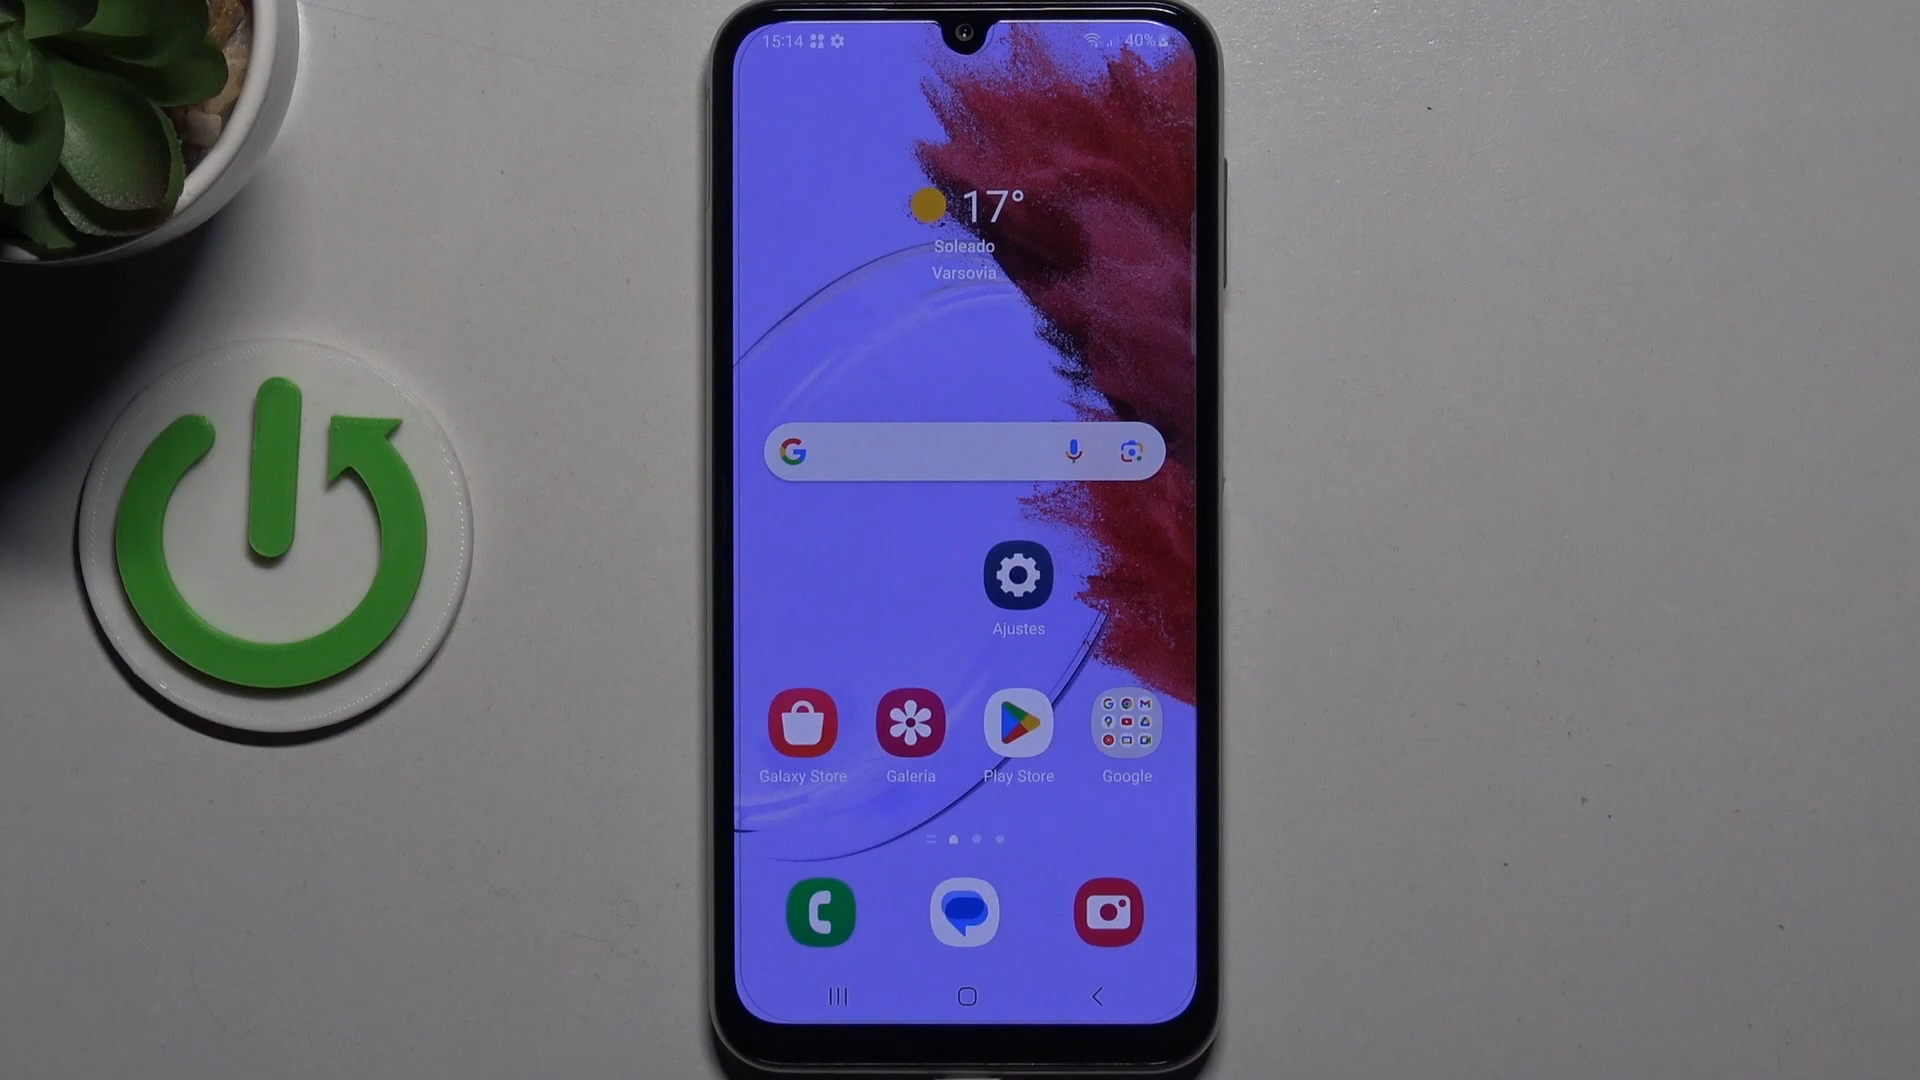 15:14
40%
17°
Soleado
Varsovia
Ajustes
Galaxy Store
Galería
Play Store
Google